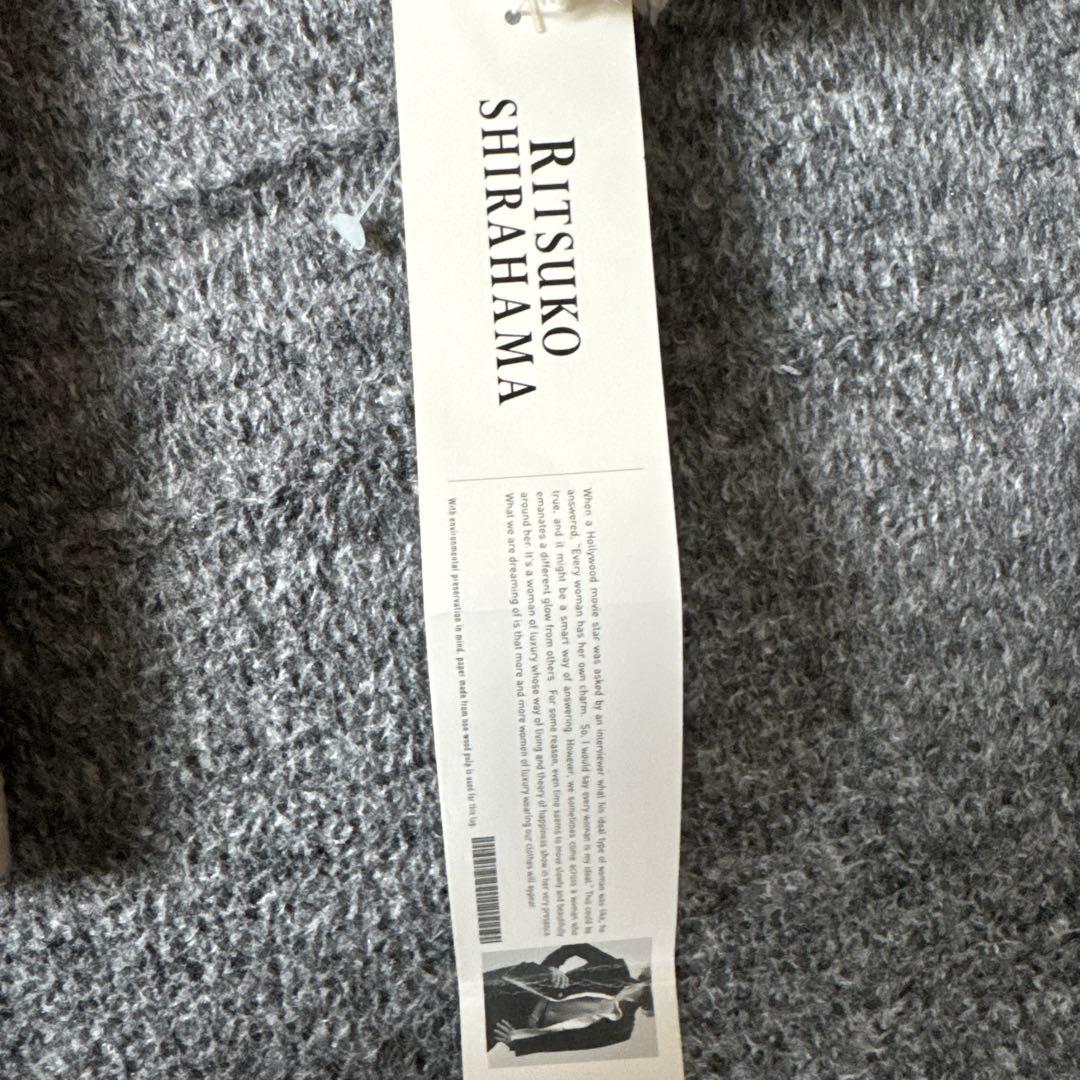 RITSUKO
SHIRAHAMA
When a Hollywood movie star was asked by an interviewer what his ideal type of woman was like, he
answered, "Every woman has her own charm. So, I would say every woman is my ideal." This could be
true, and it might be a smart way of answering. However, we sometimes come across a woman who
emanates a different glow from others. For some reason, even time seems to move slowly and beautifully
around her. It's a woman of luxury whose way of living and theory of happiness show in her very presence.
What we are dreaming of is that more and more women of luxury wearing our clothes will appear.
With environmental preservation in mind, paper made from non-wood pulp is used for this tag.